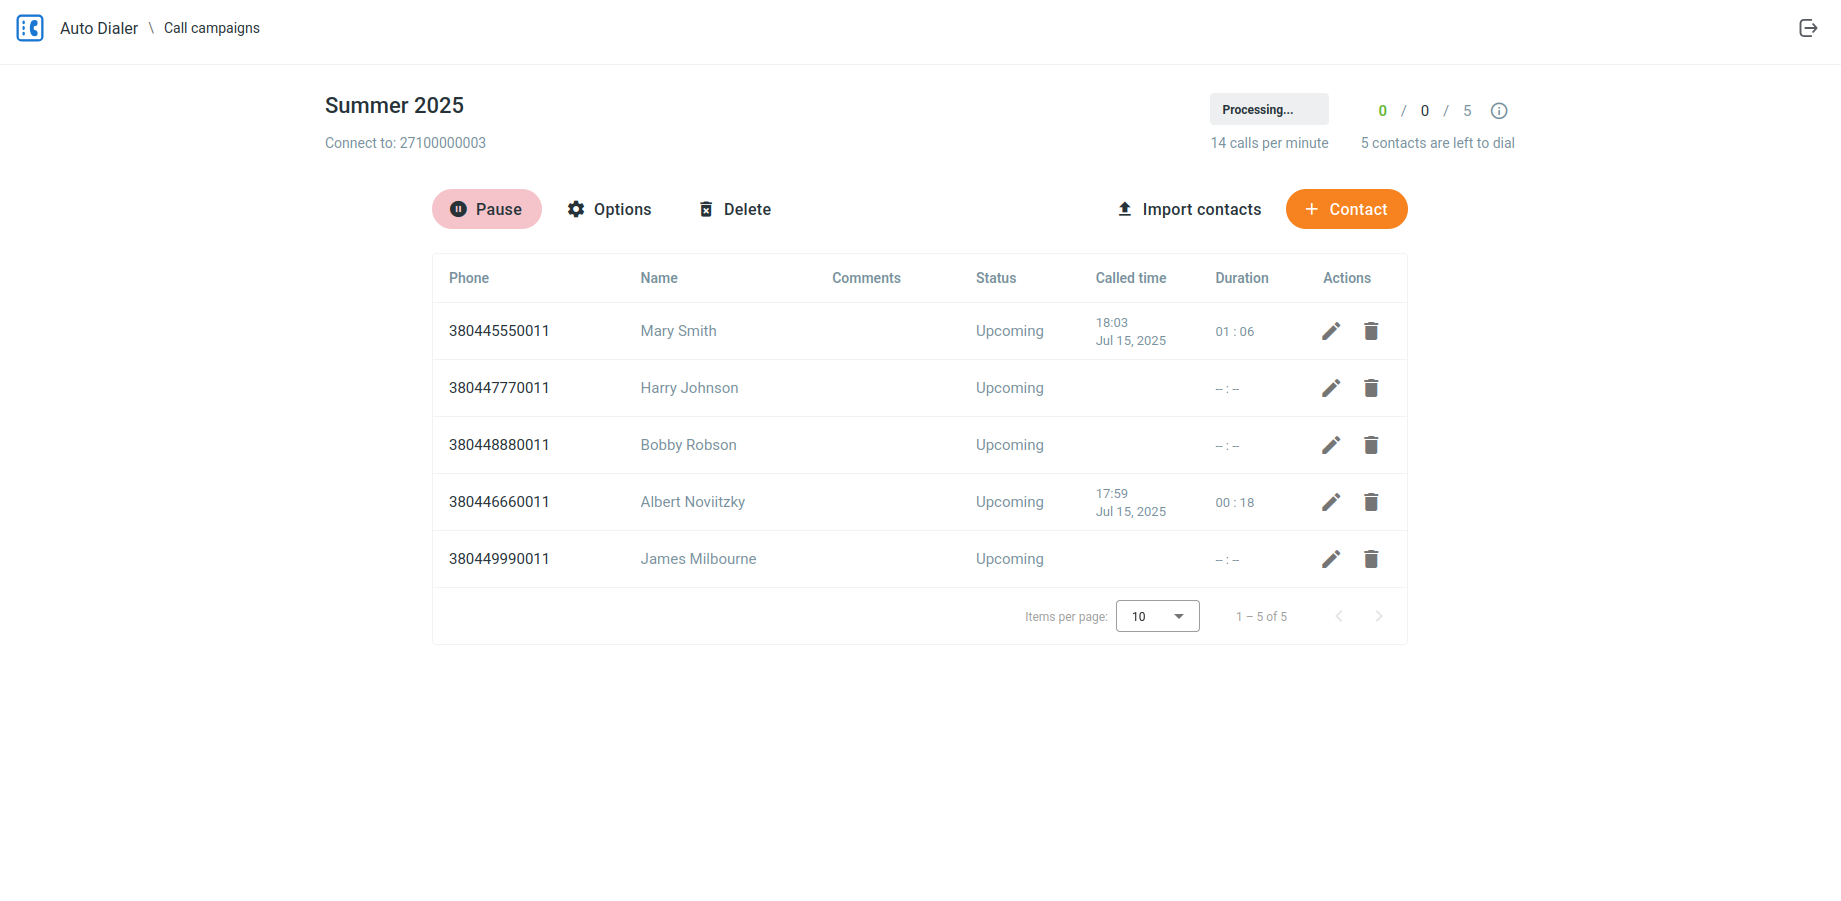 Auto Dialer \ Call campaigns
Summer 2025
Processing...
0 / 0 / 5
Connect to: 27100000003
14 calls per minute
5 contacts are left to dial
Pause
Options
Delete
Import contacts
+ Contact
Phone Name Comments Status Called time Duration Actions
380445550011 Mary Smith Upcoming 18:03 01 : 06
Jul 15, 2025
380447770011 Harry Johnson Upcoming -- : --
380448880011 Bobby Robson Upcoming -- : --
380446660011 Albert Noviitzky Upcoming 17:59 00 : 18
Jul 15, 2025
380449990011 James Milbourne Upcoming -- : --
Items per page: 10 1 – 5 of 5